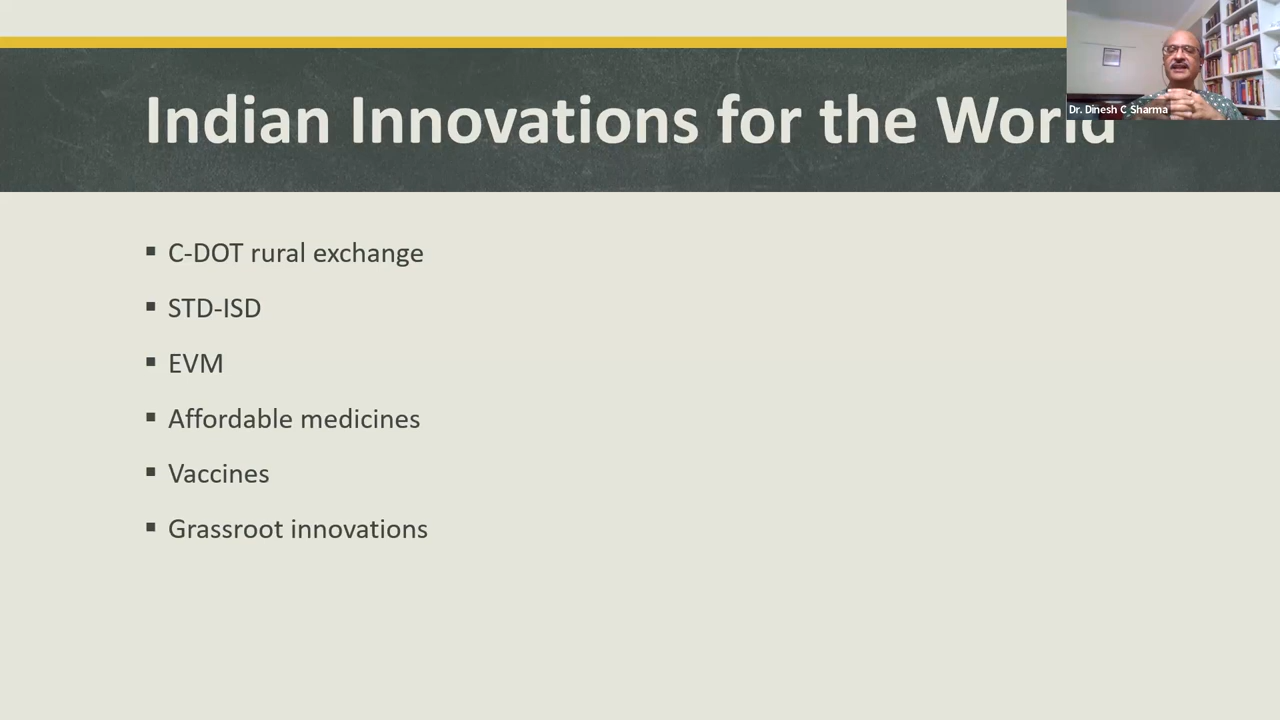 Indian Innovations for the World
Dr. Dinesh C Sharma
▪ C-DOT rural exchange
▪ STD-ISD
▪ EVM
▪ Affordable medicines
▪ Vaccines
▪ Grassroot innovations